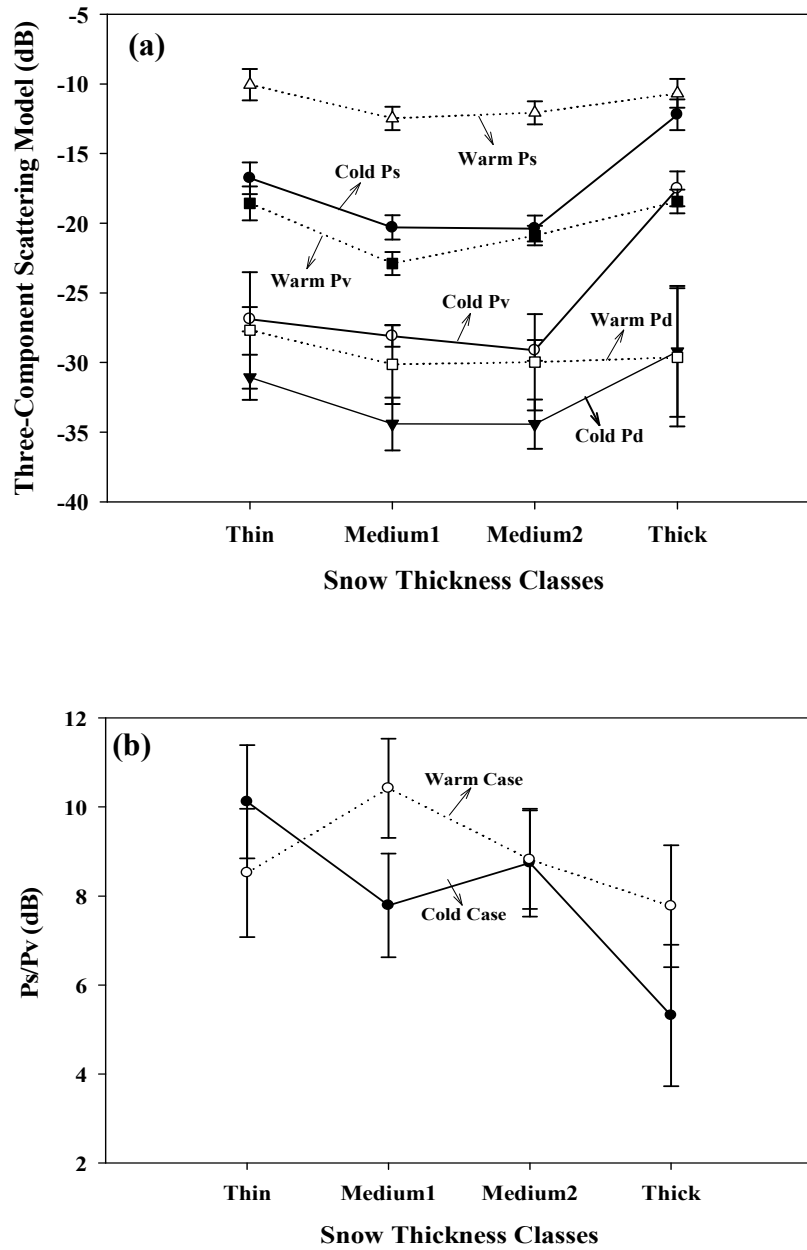 (a)
Three-Component Scattering Model (dB)
-5
-10
-15
-20
-25
-30
-35
-40
Warm Ps
Cold Ps
Warm Pv
Cold Pv
Warm Pd
Cold Pd
Thin Medium1 Medium2 Thick
Snow Thickness Classes
(b)
Ps/Pv (dB)
12
10
8
6
4
2
Warm Case
Cold Case
Thin Medium1 Medium2 Thick
Snow Thickness Classes